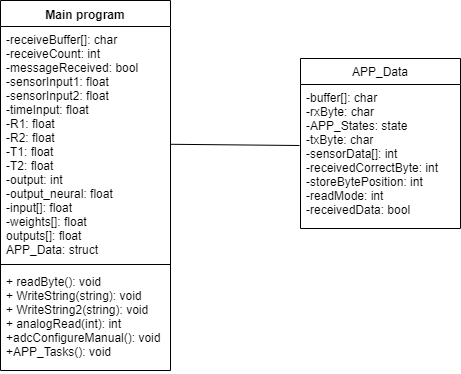 Main program
-receiveBuffer[]: char
-receiveCount: int
-messageReceived: bool
-sensorInput1: float
-sensorInput2: float
-timeInput: float
-R1: float
-R2: float
-T1: float
-T2: float
-output: int
-output_neural: float
-input[]: float
-weights[]: float
outputs[]: float
APP_Data: struct
+ readByte(): void
+ WriteString(string): void
+ WriteString2(string): void
+ analogRead(int): int
+adcConfigureManual(): void
+APP_Tasks(): void
APP_Data
-buffer[]: char
-rxByte: char
-APP_States: state
-txByte: char
-sensorData[]: int
-receivedCorrectByte: int
-storeBytePosition: int
-readMode: int
-receivedData: bool